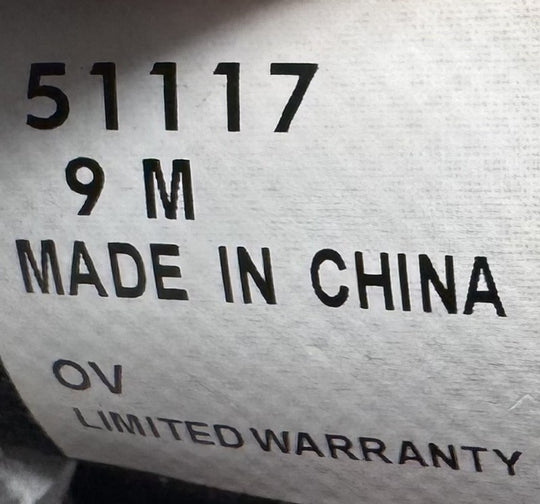 51117
9 M
MADE IN CHINA
OV
LIMITED WARRANTY